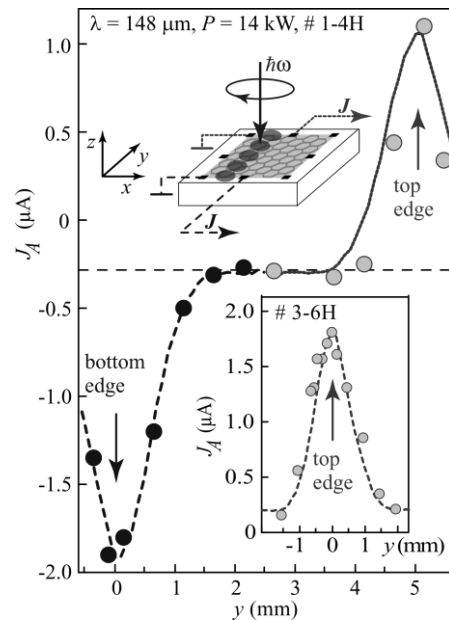 λ = 148 μm, P = 14 kW, # 1-4H
1.0
0.5
0
-0.5
-1.0
-1.5
-2.0
J_A (μA)
ħω
J
z
y
x
J
top
edge
bottom
edge
# 3-6H
2.0
1.5
1.0
0.5
J_A (μA)
top
edge
-1 0 1 y (mm)
0 1 2 3 4 5
y (mm)